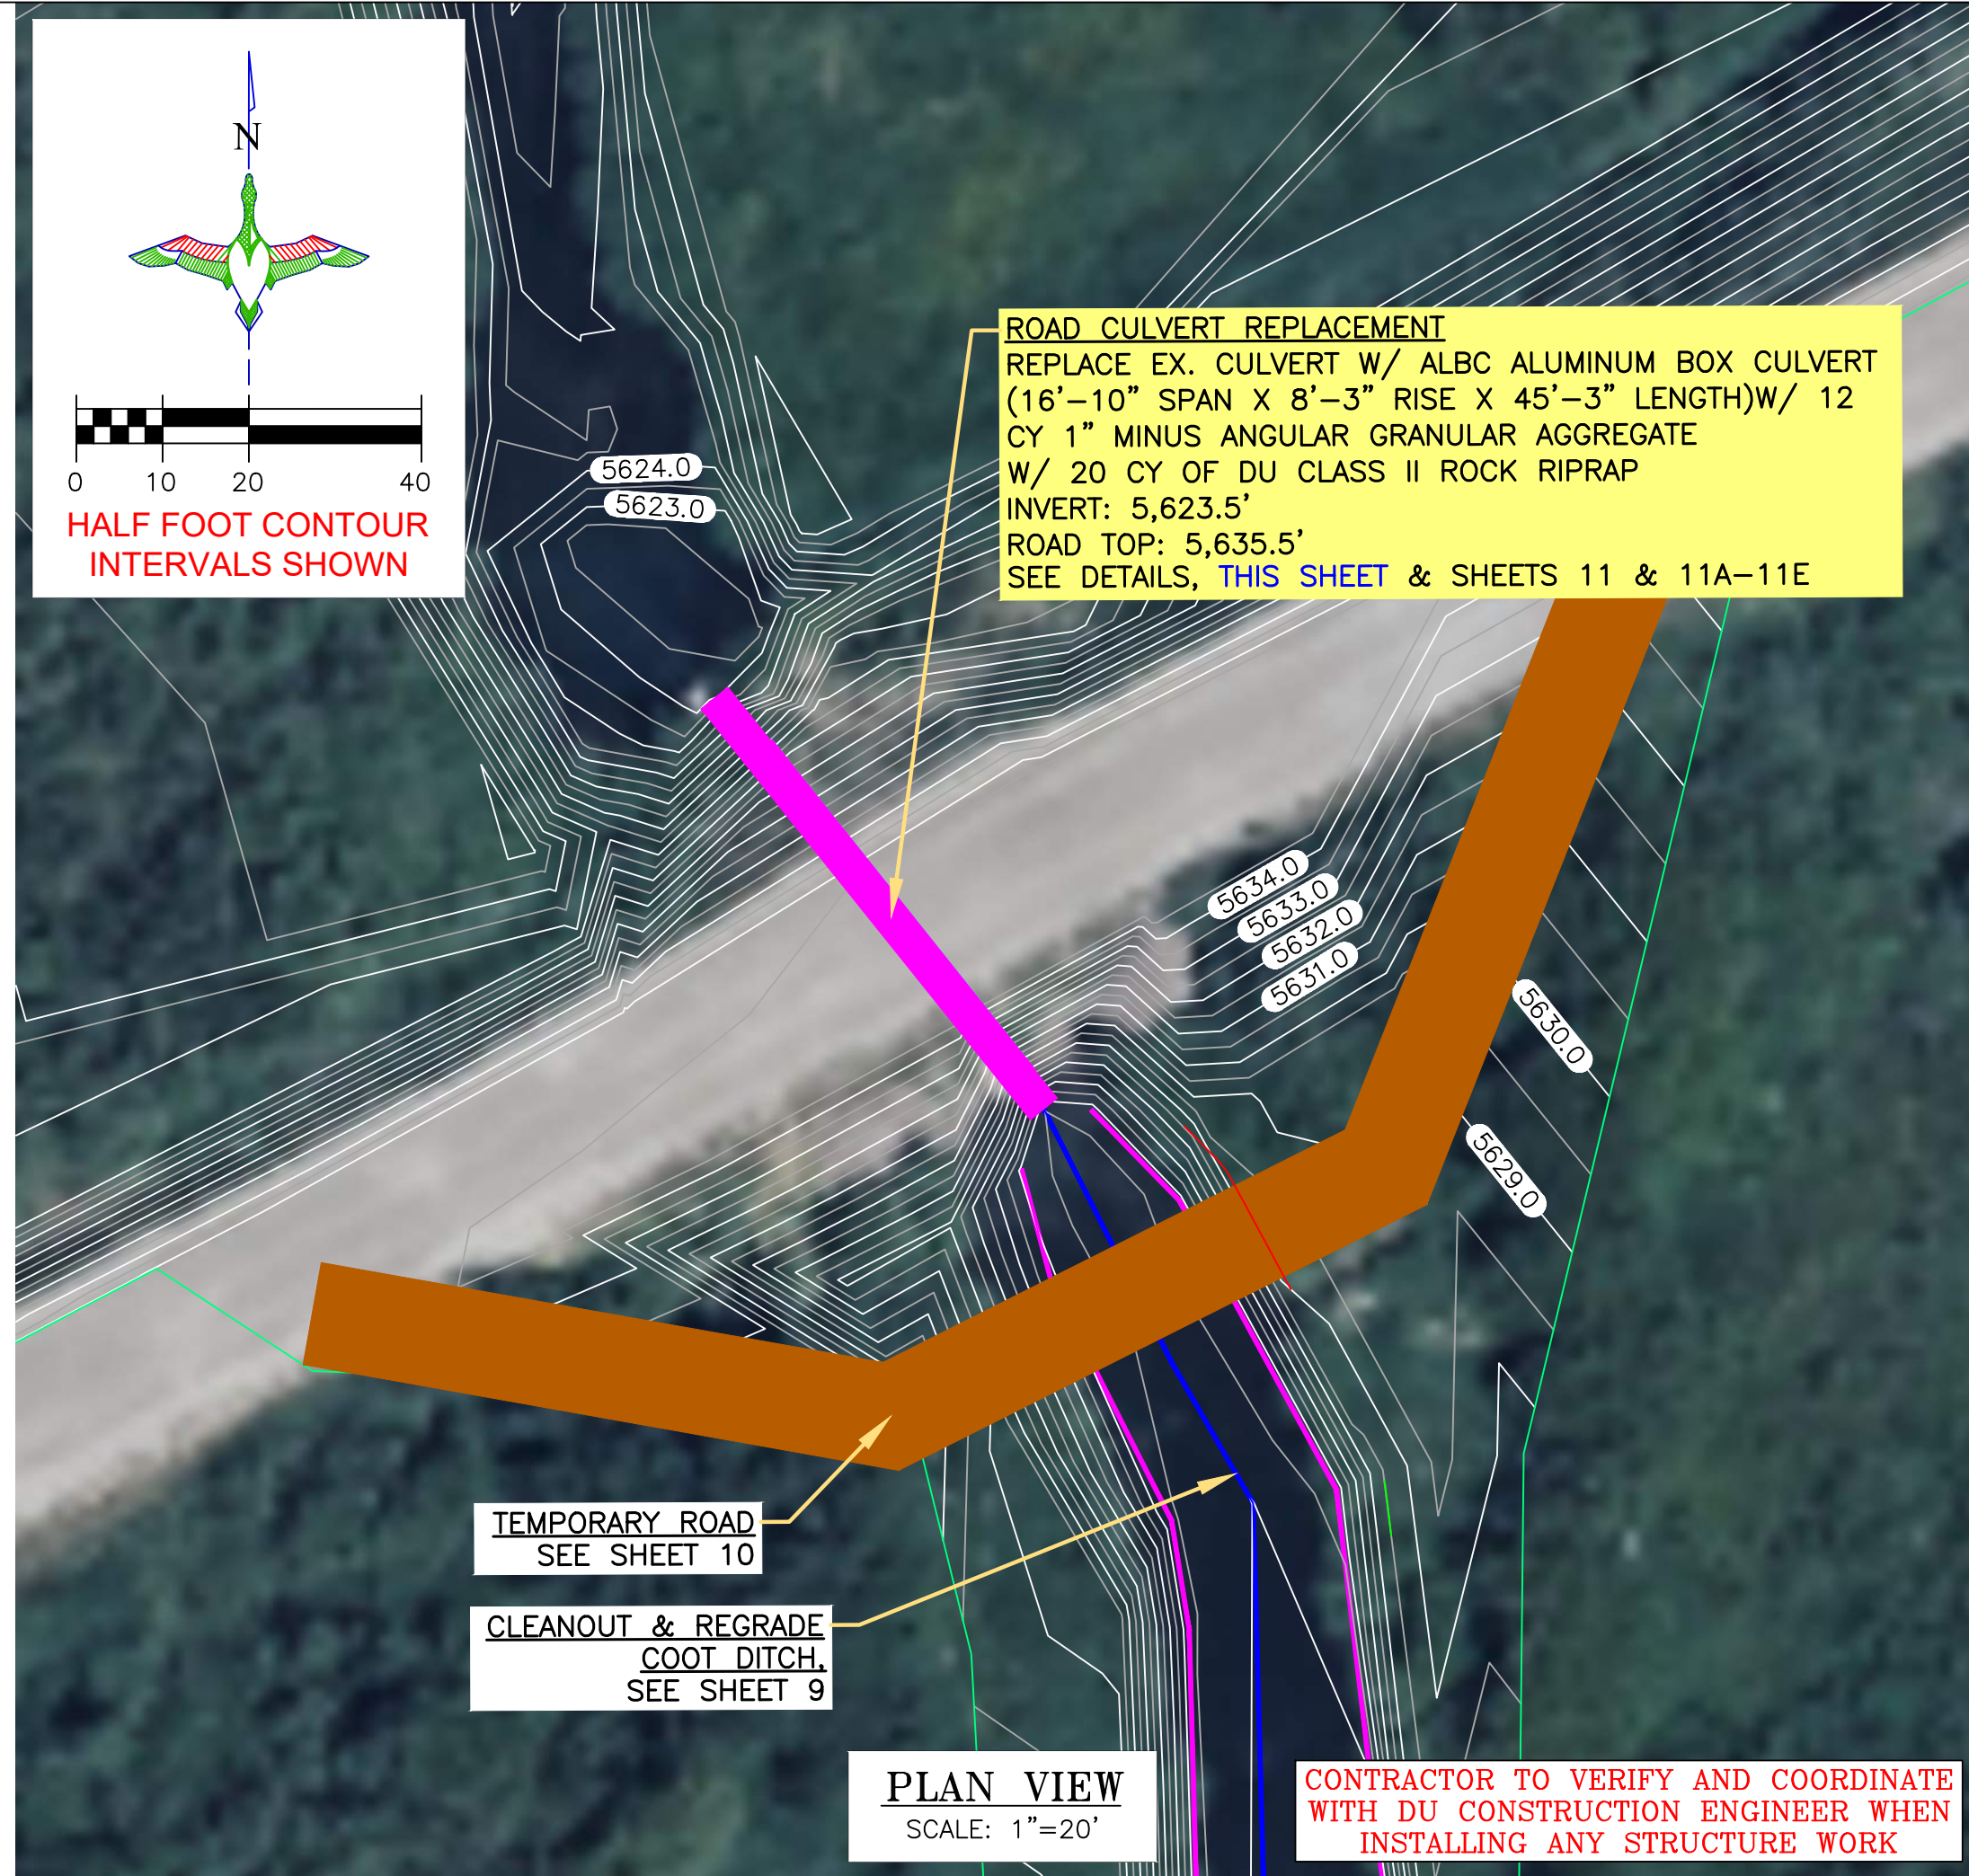 N
0 10 20 40
HALF FOOT CONTOUR
INTERVALS SHOWN
ROAD CULVERT REPLACEMENT
REPLACE EX. CULVERT W/ ALBC ALUMINUM BOX CULVERT
(16'-10" SPAN X 8'-3" RISE X 45'-3" LENGTH)W/ 12
CY 1" MINUS ANGULAR GRANULAR AGGREGATE
W/ 20 CY OF DU CLASS II ROCK RIPRAP
INVERT: 5,623.5'
ROAD TOP: 5,635.5'
SEE DETAILS, THIS SHEET & SHEETS 11 & 11A-11E
5624.0
5623.0
5634.0
5633.0
5632.0
5631.0
5630.0
5629.0
TEMPORARY ROAD
SEE SHEET 10
CLEANOUT & REGRADE
COOT DITCH,
SEE SHEET 9
PLAN VIEW
SCALE: 1"=20'
CONTRACTOR TO VERIFY AND COORDINATE
WITH DU CONSTRUCTION ENGINEER WHEN
INSTALLING ANY STRUCTURE WORK